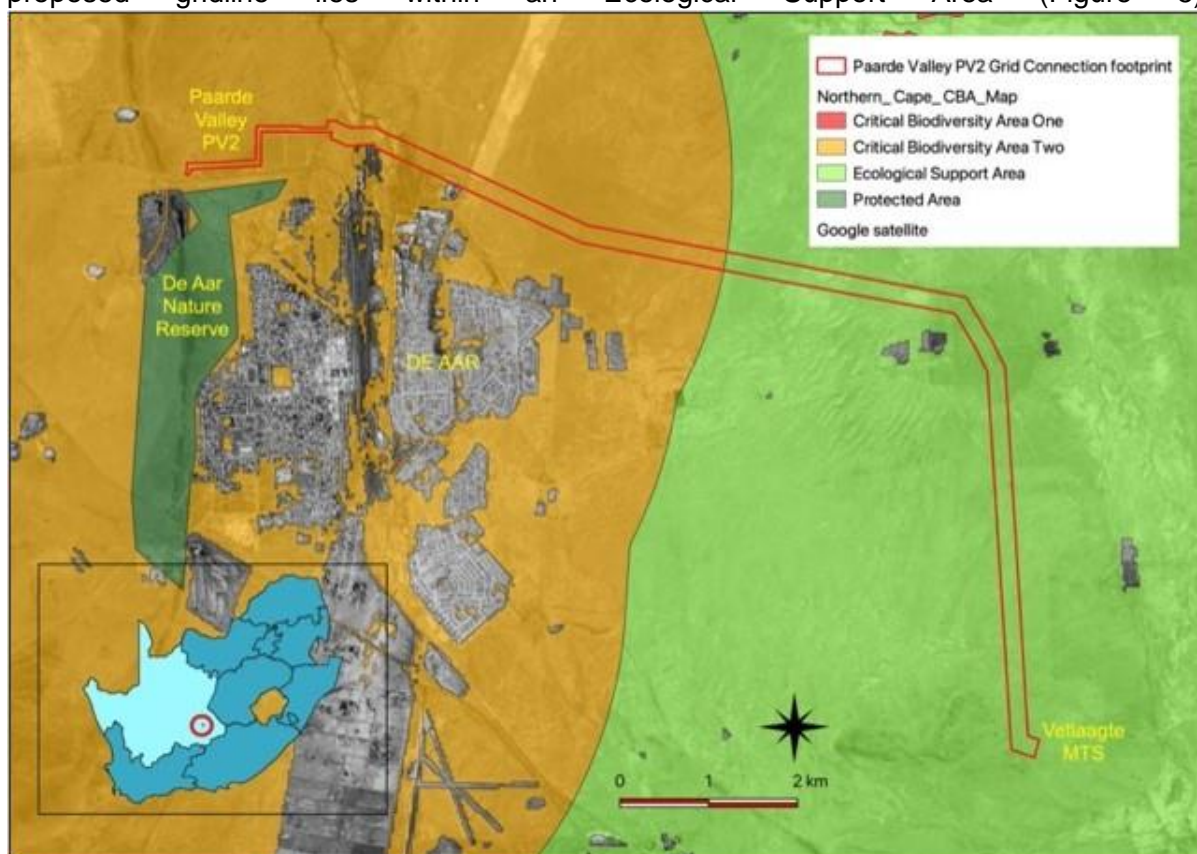 proposed gridline lies within an Ecological Support Area (Figure
Paarde Valley PV2 Grid Connection footprint
Northern_Cape_CBA_Map
Critical Biodiversity Area One
Critical Biodiversity Area Two
Ecological Support Area
Protected Area
Google satellite
Paarde
Valley
PV2
De Aar
Nature
Reserve
DE AAR
Vetlaagte
MTS
0 1 2 km